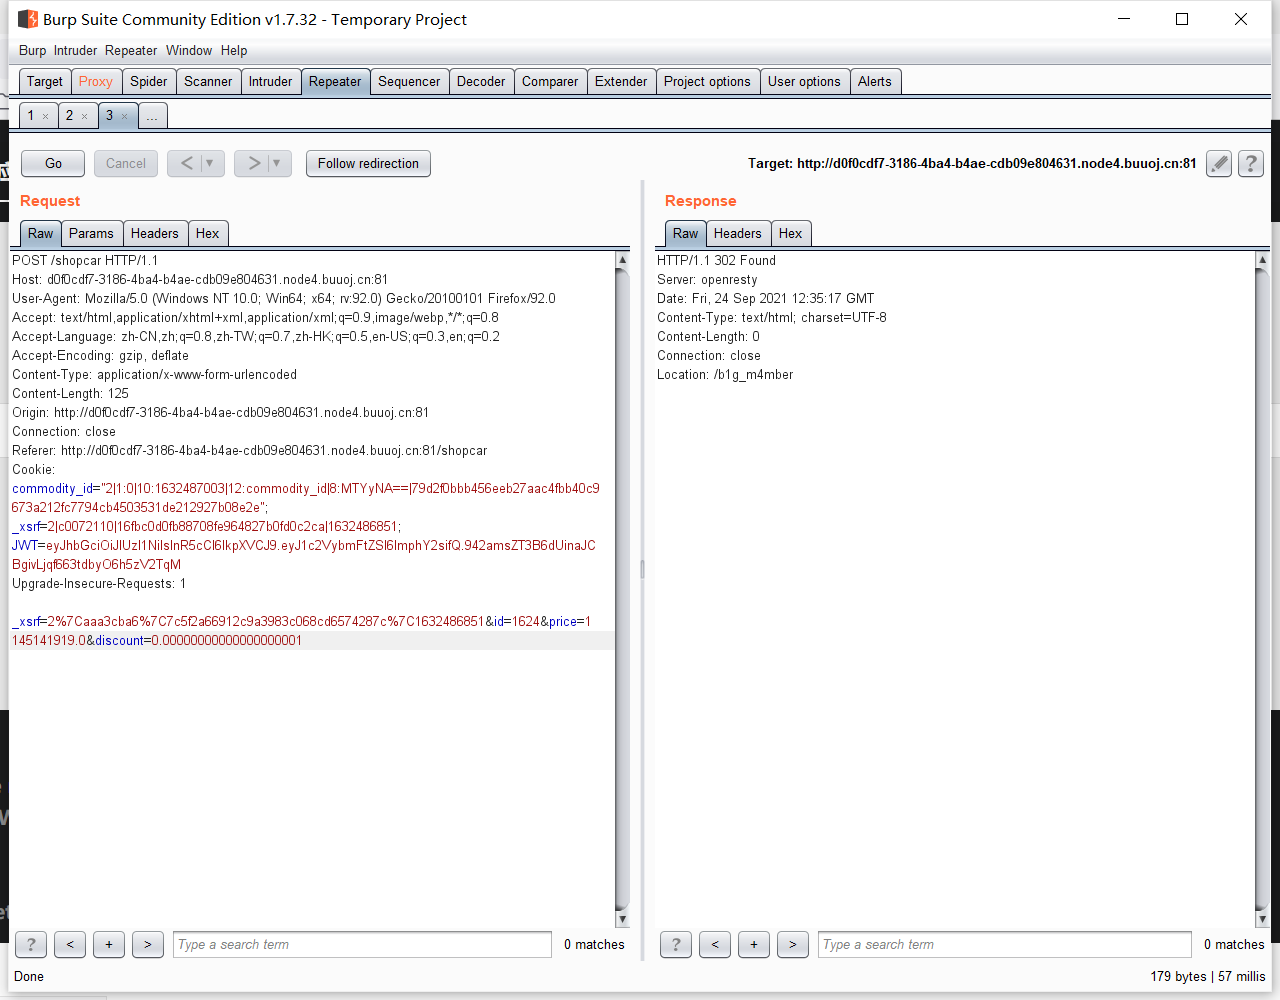 Burp Suite Community Edition v1.7.32 - Temporary Project
Burp Intruder Repeater Window Help
Target Proxy Spider Scanner Intruder Repeater Sequencer Decoder Comparer Extender Project options User options Alerts
1 × 2 × 3 × ...
Go Cancel < ▼ > ▼ Follow redirection Target: http://d0f0cdf7-3186-4ba4-b4ae-cdb09e804631.node4.buuoj.cn:81 ?
Request
Raw Params Headers Hex
POST /shopcar HTTP/1.1
Host: d0f0cdf7-3186-4ba4-b4ae-cdb09e804631.node4.buuoj.cn:81
User-Agent: Mozilla/5.0 (Windows NT 10.0; Win64; x64; rv:92.0) Gecko/20100101 Firefox/92.0
Accept: text/html,application/xhtml+xml,application/xml;q=0.9,image/webp,*/*;q=0.8
Accept-Language: zh-CN,zh;q=0.8,zh-TW;q=0.7,zh-HK;q=0.5,en-US;q=0.3,en;q=0.2
Accept-Encoding: gzip, deflate
Content-Type: application/x-www-form-urlencoded
Content-Length: 125
Origin: http://d0f0cdf7-3186-4ba4-b4ae-cdb09e804631.node4.buuoj.cn:81
Connection: close
Referer: http://d0f0cdf7-3186-4ba4-b4ae-cdb09e804631.node4.buuoj.cn:81/shopcar
Cookie:
commodity_id="2|1:0|10:1632487003|12:commodity_id|8:MTYyNA==|79d2f0bbb456eeb27aac4fbb40c9
673a212fc7794cb4503531de212927b08e2e";
_xsrf=2|c0072110|16fbc0d0fb88708fe964827b0fd0c2ca|1632486851;
JWT=eyJhbGciOiJIUzI1NiIsInR5cCI6IkpXVCJ9.eyJ1c2VybmFtZSI6ImphY2sifQ.942amsZT3B6dUinaJC
BgivLjqf663tdbyO6h5zV2TqM
Upgrade-Insecure-Requests: 1
_xsrf=2%7Caaa3cba6%7C7c5f2a66912c9a3983c068cd6574287c%7C1632486851&id=1624&price=1
145141919.0&discount=0.00000000000000000001
? < + > Type a search term 0 matches
Response
Raw Headers Hex
HTTP/1.1 302 Found
Server: openresty
Date: Fri, 24 Sep 2021 12:35:17 GMT
Content-Type: text/html; charset=UTF-8
Content-Length: 0
Connection: close
Location: /b1g_m4mber
? < + > Type a search term 0 matches
Done 179 bytes | 57 millis